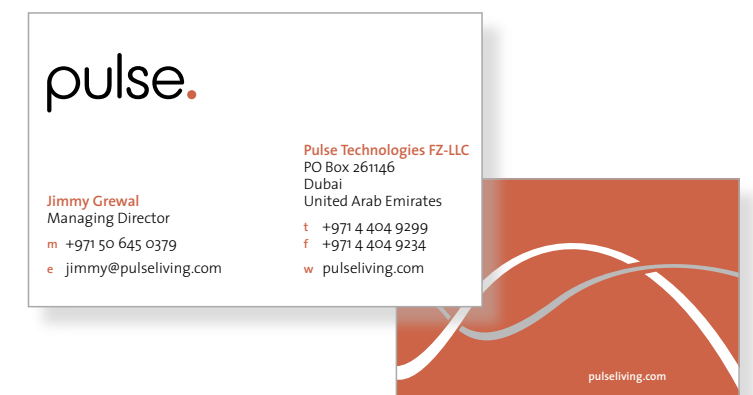 pulse.
Jimmy Grewal
Managing Director
m +971 50 645 0379
e jimmy@pulseliving.com
Pulse Technologies FZ-LLC
PO Box 261146
Dubai
United Arab Emirates
t +971 4 404 9299
f +971 4 404 9234
w pulseliving.com
pulseliving.com